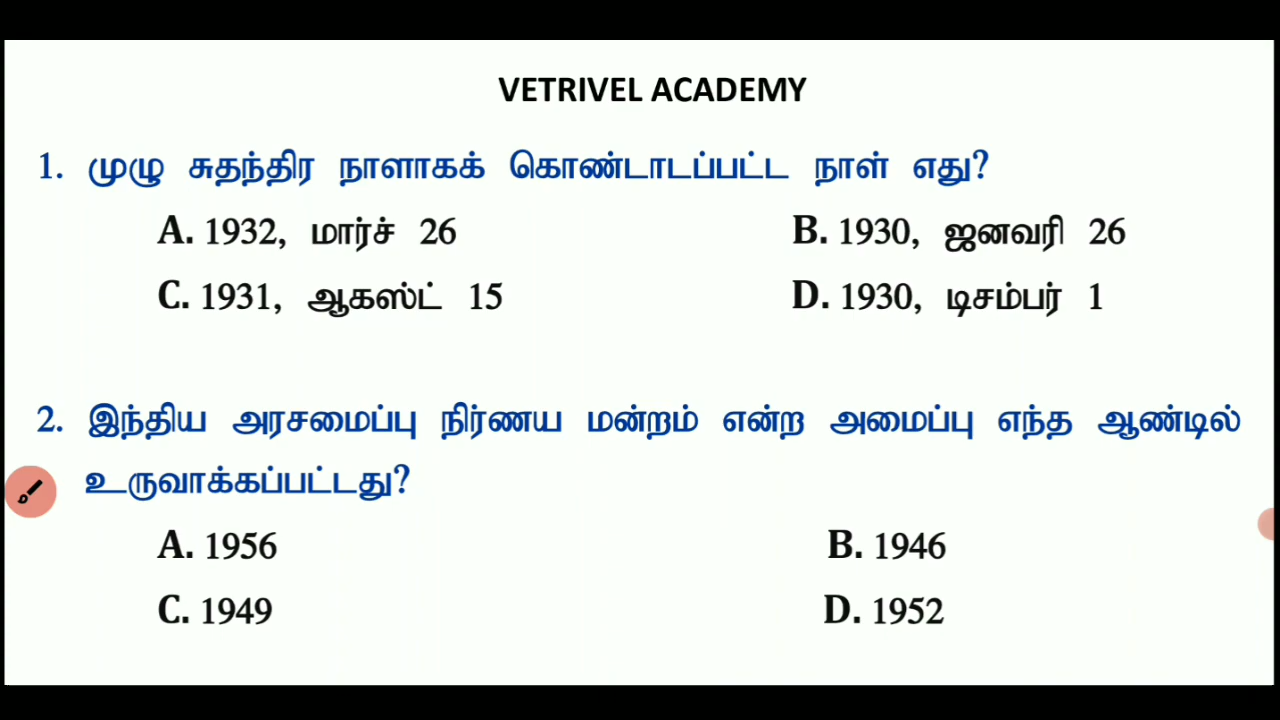 VETRIVEL ACADEMY
1. முழு சுதந்திர நாளாகக் கொண்டாடப்பட்ட நாள் எது?
A. 1932, மார்ச் 26 B. 1930, ஜனவரி 26
C. 1931, ஆகஸ்ட் 15 D. 1930, டிசம்பர் 1
2. இந்திய அரசமைப்பு நிர்ணய மன்றம் என்ற அமைப்பு எந்த ஆண்டில்
உருவாக்கப்பட்டது?
A. 1956 B. 1946
C. 1949 D. 1952